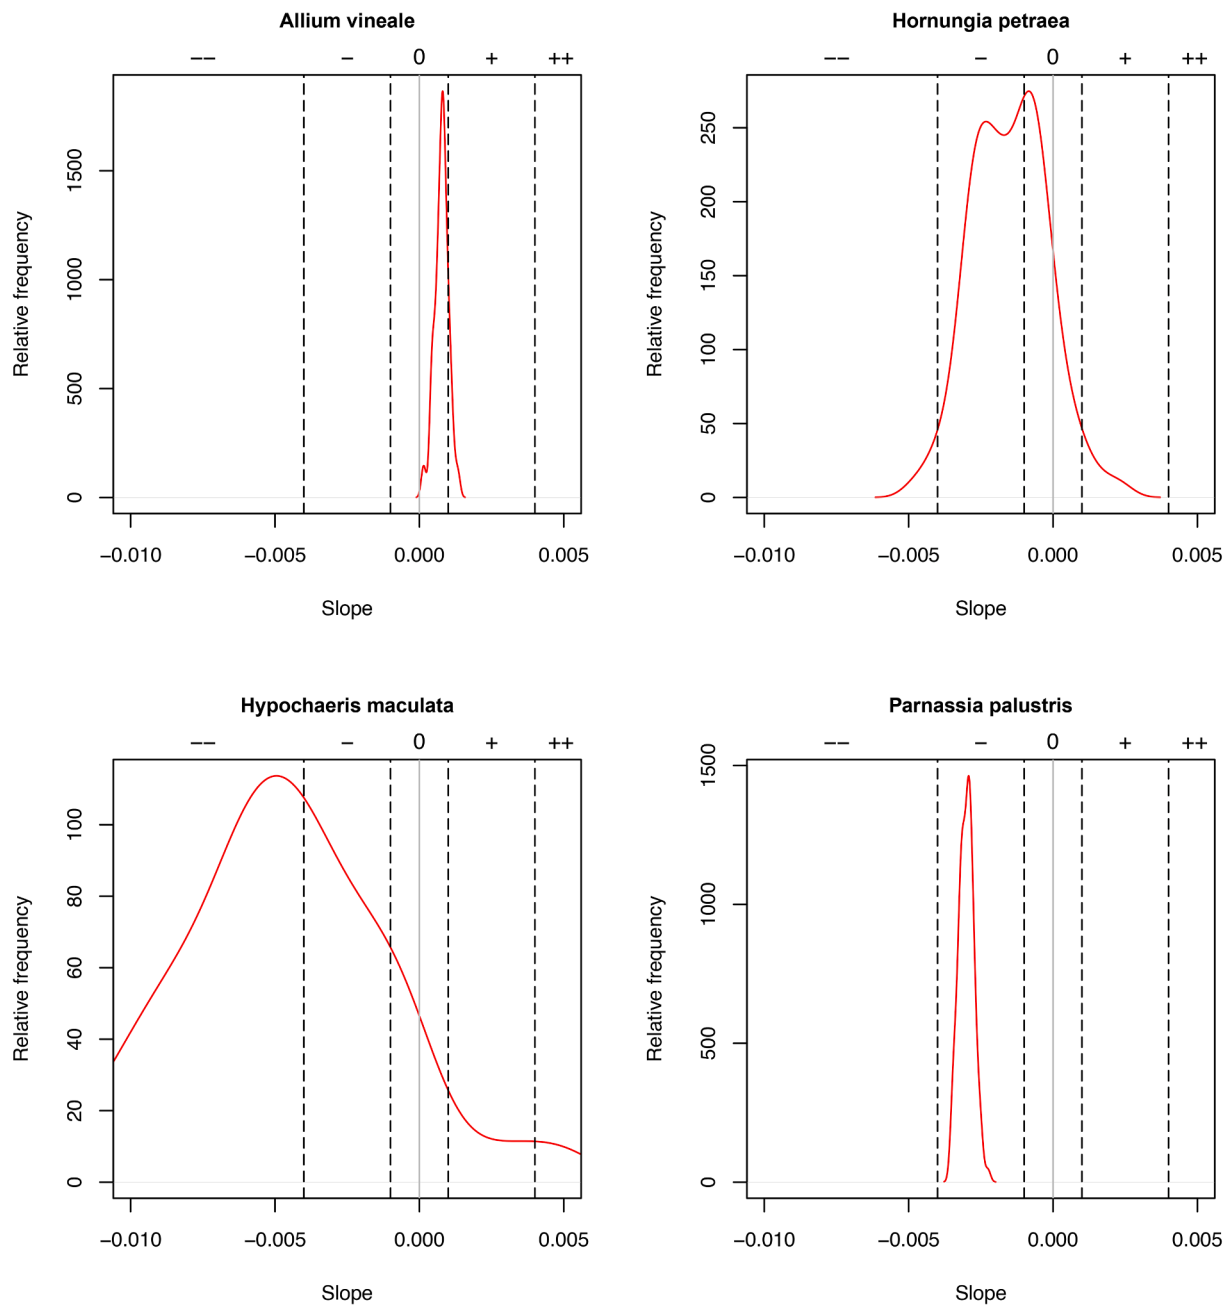 Allium vineale
−− − 0 + ++
Relative frequency
1500
1000
500
0
−0.010 −0.005 0.000 0.005
Slope
Hornungia petraea
−− − 0 + ++
Relative frequency
250
200
150
100
50
0
−0.010 −0.005 0.000 0.005
Slope
Hypochaeris maculata
−− − 0 + ++
Relative frequency
100
80
60
40
20
0
−0.010 −0.005 0.000 0.005
Slope
Parnassia palustris
−− − 0 + ++
Relative frequency
1500
1000
500
0
−0.010 −0.005 0.000 0.005
Slope